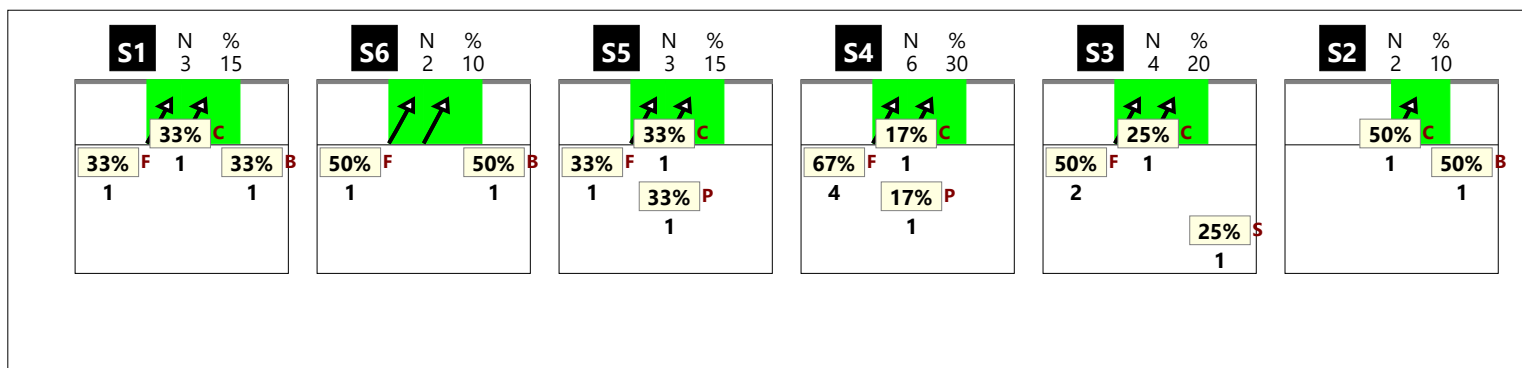 S1 N % S6 N % S5 N % S4 N % S3 N % S2 N %
3 15 2 10 3 15 6 30 4 20 2 10
33% C 33% C 17% C 25% C 50% C
1 1 1 1 1
33% F 33% B 50% F 50% B 33% F 67% F 50% F 50% B
1 1 1 1 1 4 2 1
33% P 17% P
1 1
25% S
1